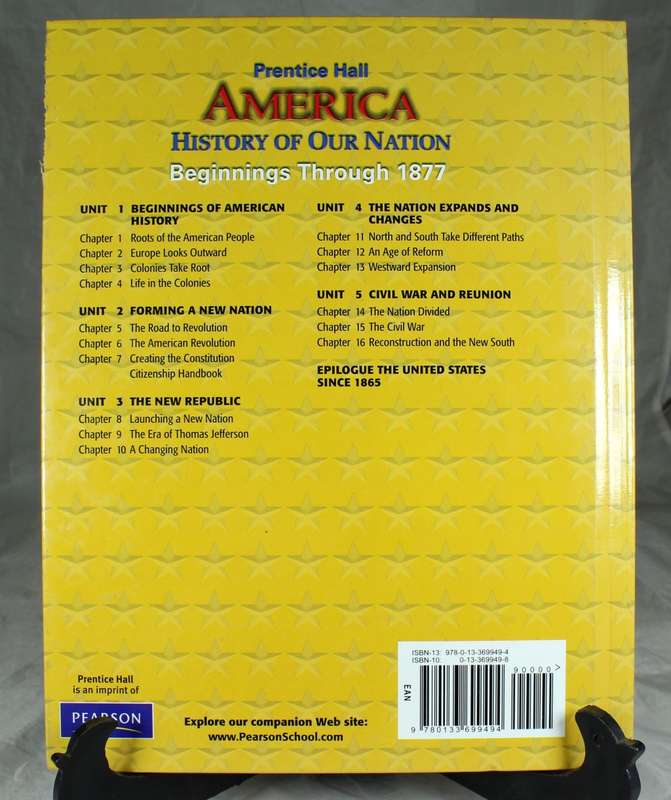 Prentice Hall
AMERICA
HISTORY OF OUR NATION
Beginnings Through 1877
UNIT 1 BEGINNINGS OF AMERICAN
HISTORY
Chapter 1 Roots of the American People
Chapter 2 Europe Looks Outward
Chapter 3 Colonies Take Root
Chapter 4 Life in the Colonies
UNIT 2 FORMING A NEW NATION
Chapter 5 The Road to Revolution
Chapter 6 The American Revolution
Chapter 7 Creating the Constitution
Citizenship Handbook
UNIT 3 THE NEW REPUBLIC
Chapter 8 Launching a New Nation
Chapter 9 The Era of Thomas Jefferson
Chapter 10 A Changing Nation
UNIT 4 THE NATION EXPANDS AND
CHANGES
Chapter 11 North and South Take Different Paths
Chapter 12 An Age of Reform
Chapter 13 Westward Expansion
UNIT 5 CIVIL WAR AND REUNION
Chapter 14 The Nation Divided
Chapter 15 The Civil War
Chapter 16 Reconstruction and the New South
EPILOGUE THE UNITED STATES
SINCE 1865
Prentice Hall
is an imprint of
PEARSON
Explore our companion Web site:
www.PearsonSchool.com
ISBN-13: 978-0-13-369949-4
ISBN-10: 0-13-369949-8
90000>
EAN
9 780133 699494